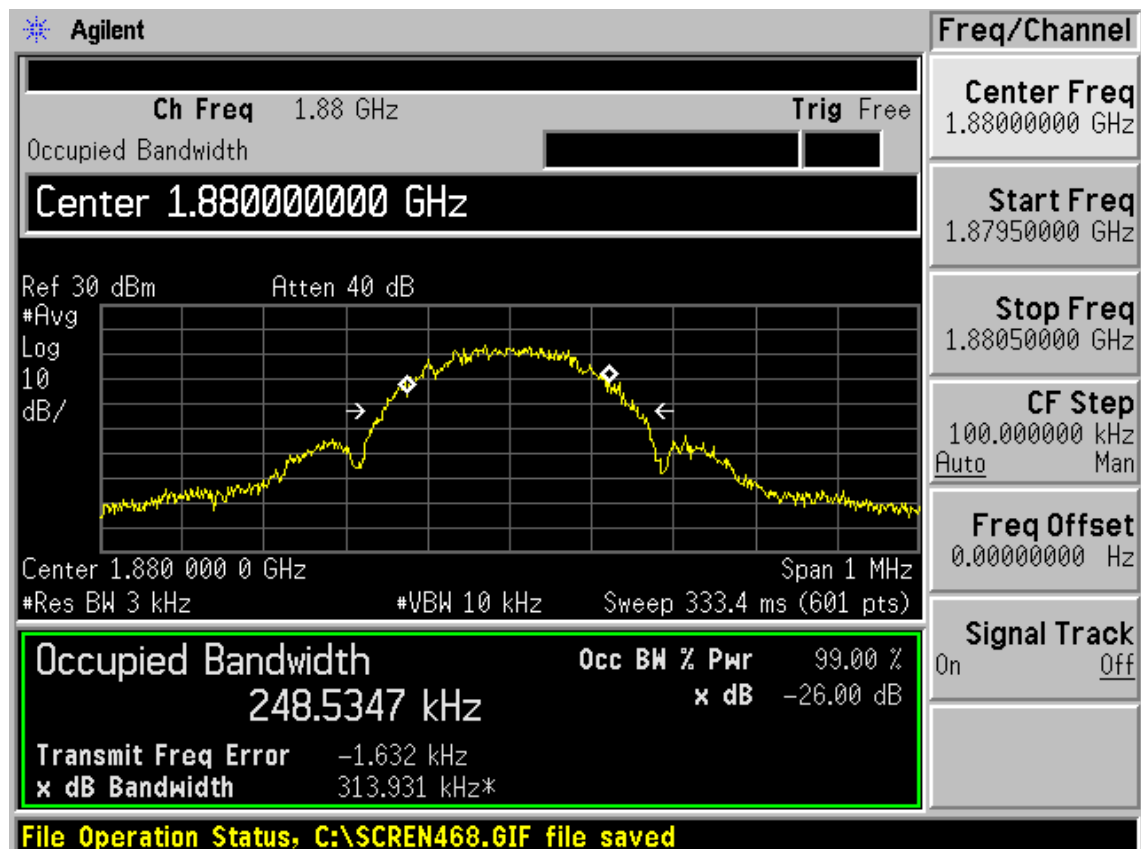 Agilent
Freq/Channel
Ch Freq 1.88 GHz Trig Free
Occupied Bandwidth
Center 1.880000000 GHz
Ref 30 dBm Atten 40 dB
#Avg
Log
10
dB/
Center 1.880 000 0 GHz Span 1 MHz
#Res BW 3 kHz #VBW 10 kHz Sweep 333.4 ms (601 pts)
Occupied Bandwidth
248.5347 kHz
Occ BW % Pwr 99.00 %
x dB -26.00 dB
Transmit Freq Error -1.632 kHz
x dB Bandwidth 313.931 kHz*
File Operation Status, C:\SCREN468.GIF file saved
Center Freq
1.88000000 GHz
Start Freq
1.87950000 GHz
Stop Freq
1.88050000 GHz
CF Step
100.000000 kHz
Auto Man
Freq Offset
0.00000000 Hz
Signal Track
On Off